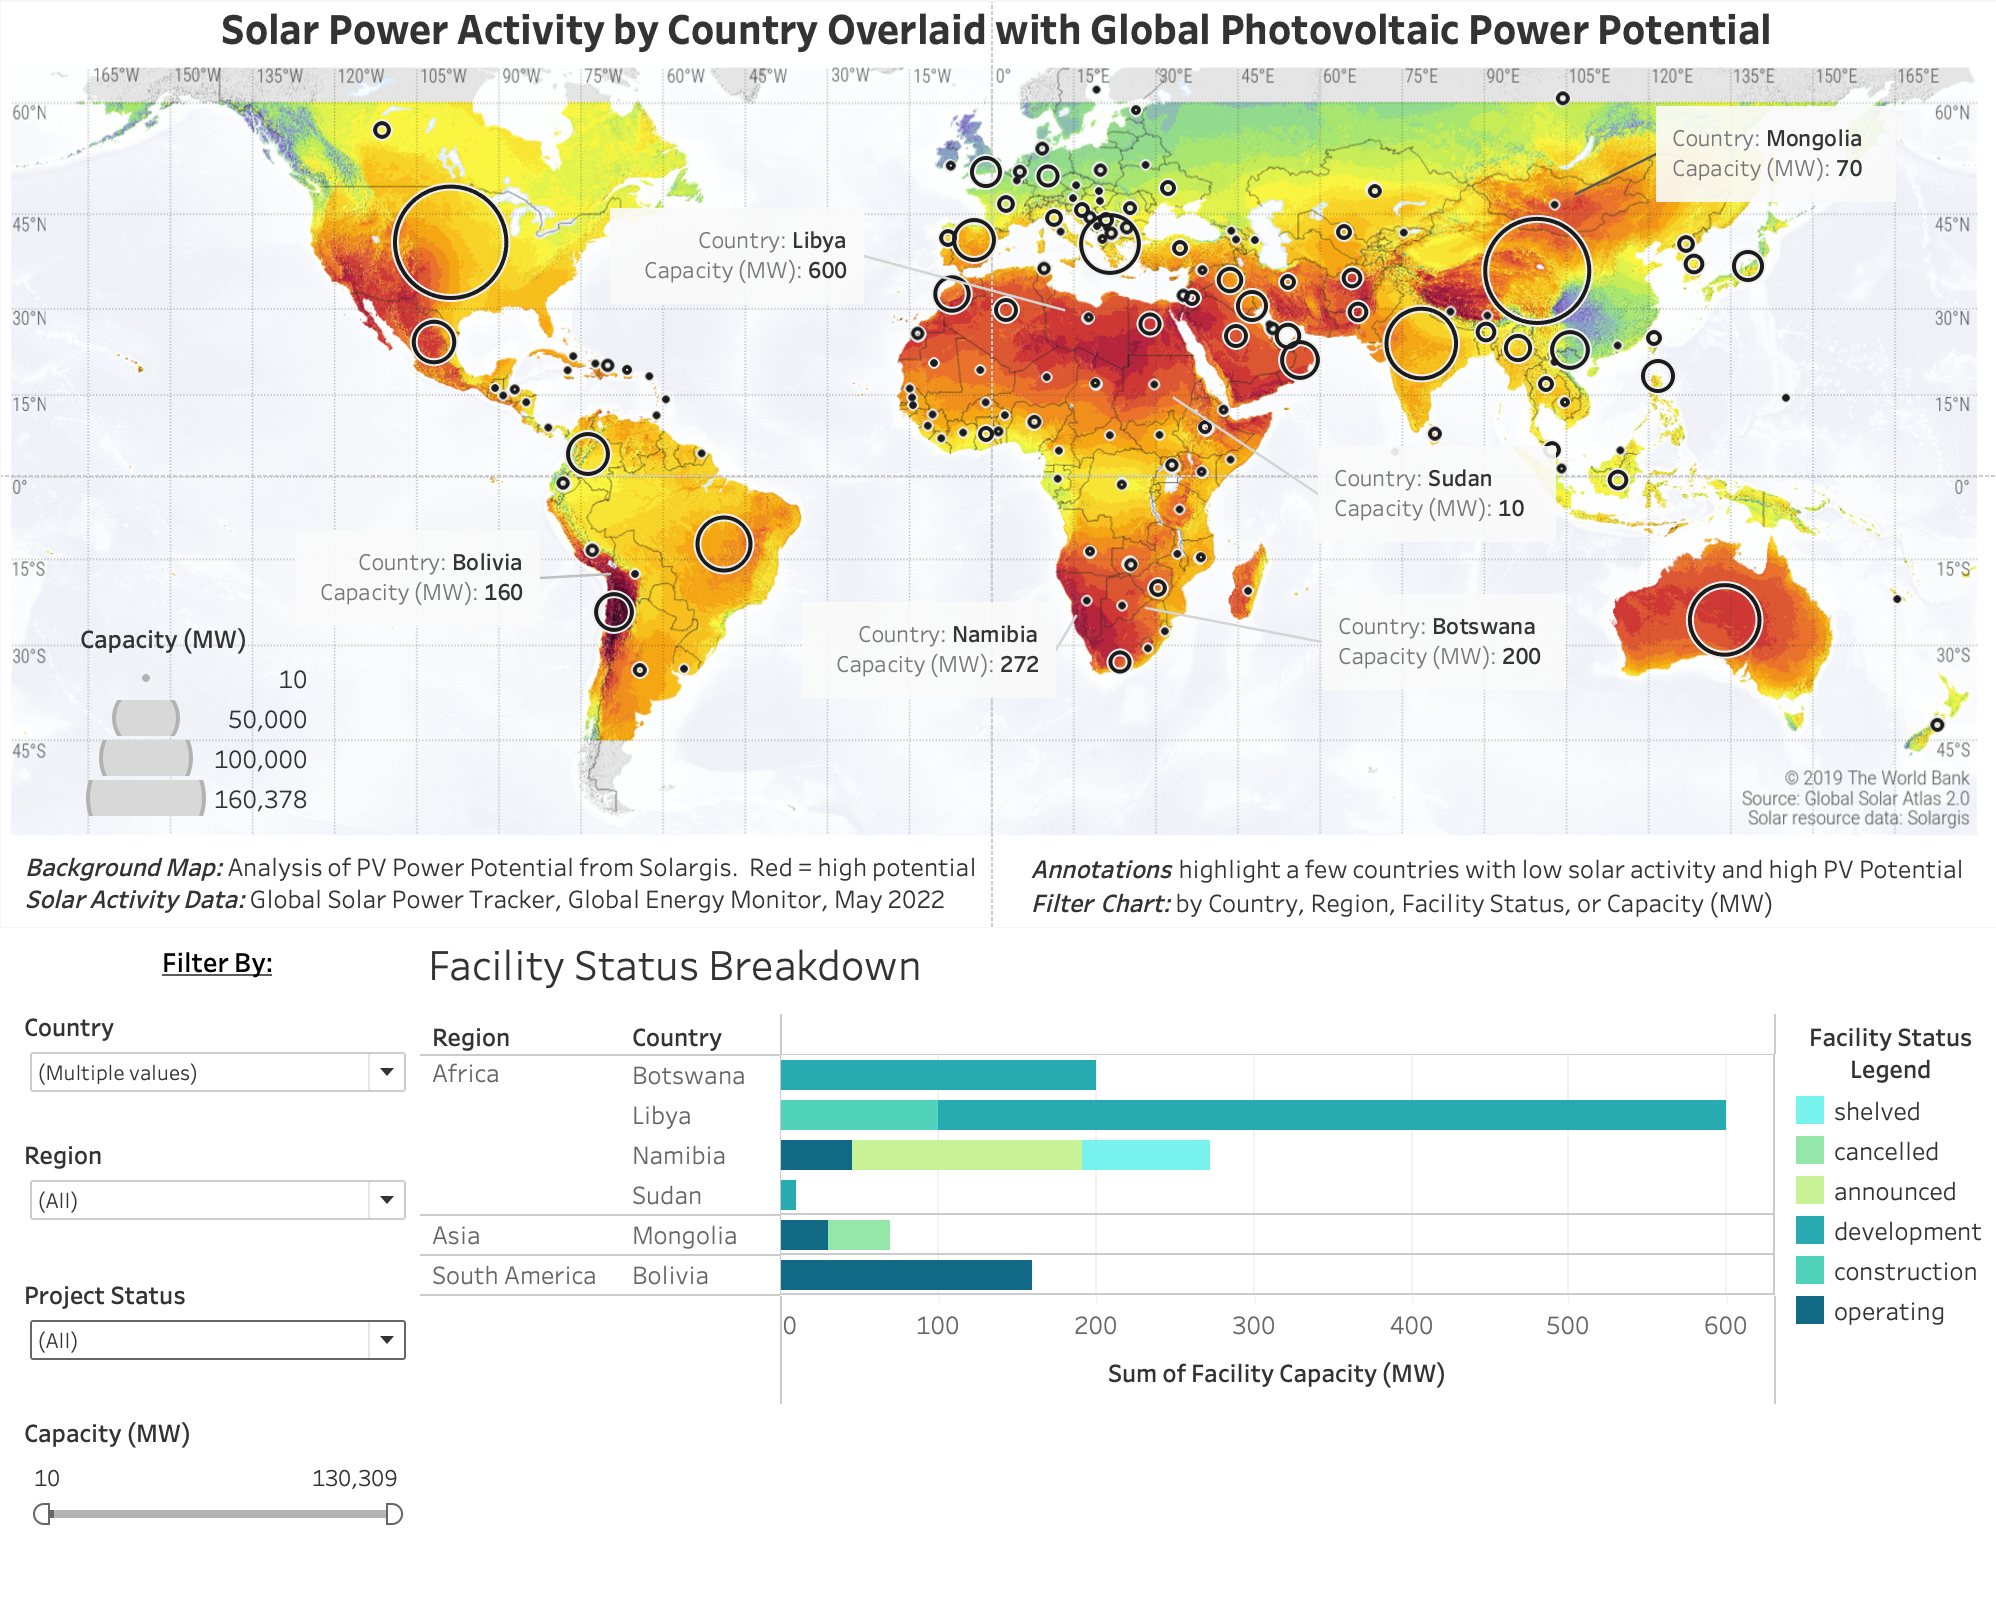 Solar Power Activity by Country Overlaid with Global Photovoltaic Power Potential
165°W 150°W 135°W 120°W 105°W 90°W 75°W 60°W 45°W 30°W 15°W 0° 15°E 30°E 45°E 60°E 75°E 90°E 105°E 120°E 135°E 150°E 165°E
60°N 60°N
Country: Mongolia
Capacity (MW): 70
45°N 45°N
Country: Libya
Capacity (MW): 600
30°N 30°N
15°N 15°N
0° 0°
Country: Sudan
Capacity (MW): 10
Country: Bolivia
Capacity (MW): 160
15°S 15°S
Country: Namibia
Capacity (MW): 272
Country: Botswana
Capacity (MW): 200
30°S 30°S
Capacity (MW)
10
50,000
100,000
160,378
45°S 45°S
© 2019 The World Bank
Source: Global Solar Atlas 2.0
Solar resource data: Solargis
Background Map: Analysis of PV Power Potential from Solargis. Red = high potential
Solar Activity Data: Global Solar Power Tracker, Global Energy Monitor, May 2022
Annotations highlight a few countries with low solar activity and high PV Potential
Filter Chart: by Country, Region, Facility Status, or Capacity (MW)
Filter By:
Country
(Multiple values)
Region
(All)
Project Status
(All)
Capacity (MW)
10 130,309
Facility Status Breakdown
Region Country
Africa Botswana
Libya
Namibia
Sudan
Asia Mongolia
South America Bolivia
0 100 200 300 400 500 600
Sum of Facility Capacity (MW)
Facility Status
Legend
shelved
cancelled
announced
development
construction
operating